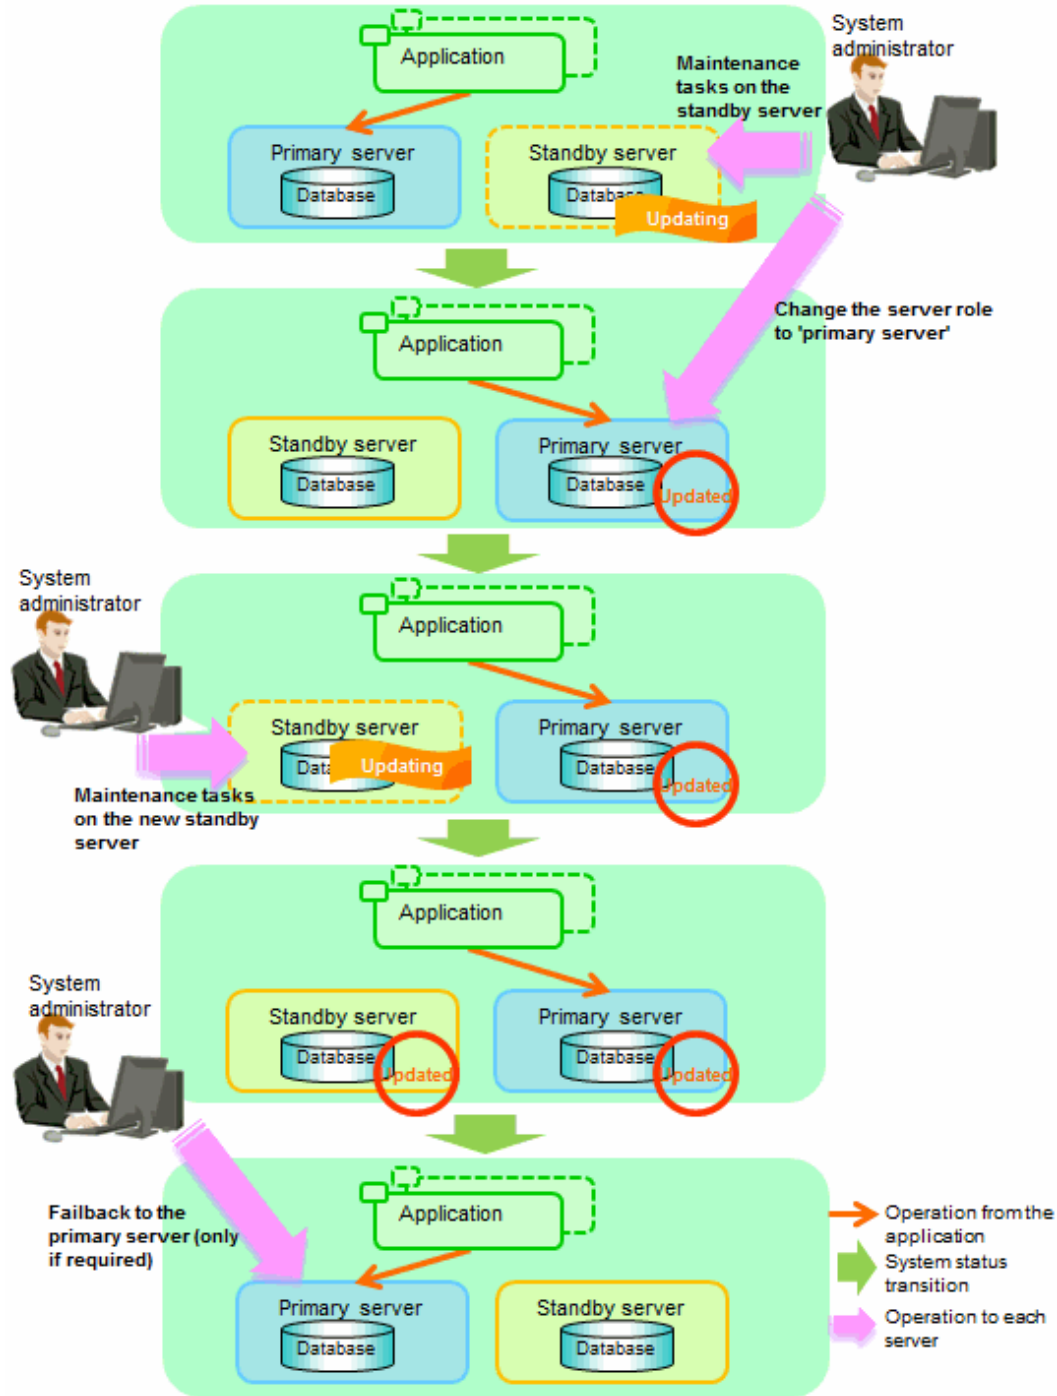 System
administrator
Application
Maintenance
tasks on the
standby server
Primary server
Database
Standby server
Database
Updating
Change the server role
to 'primary server'
Application
Standby server
Database
Primary server
Database
Updated
System
administrator
Application
Standby server
Data
Updating
Primary server
Database
Updated
Maintenance tasks
on the new standby
server
Application
System
administrator
Standby server
Database
Updated
Primary server
Database
Updated
Failback to the
primary server (only
if required)
Application
Primary server
Database
Standby server
Database
Operation from the
application
System status
transition
Operation to each
server